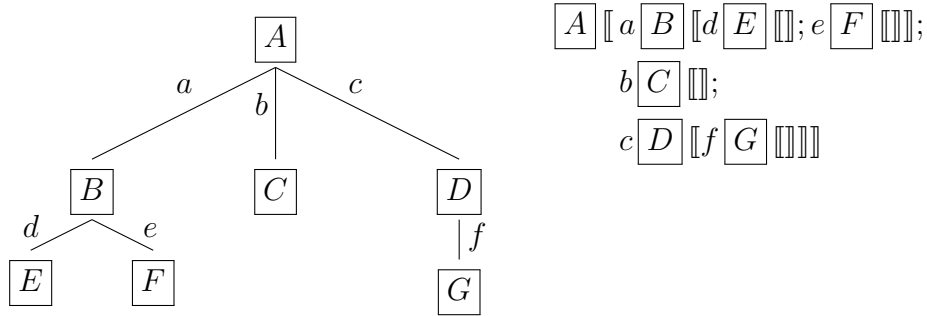 A
a
b
c
B
C
D
d
e
f
E
F
G
A ⟦ a B ⟦d E ⟦⟧; e F ⟦⟧⟧;
b C ⟦⟧;
c D ⟦f G ⟦⟧⟧⟧